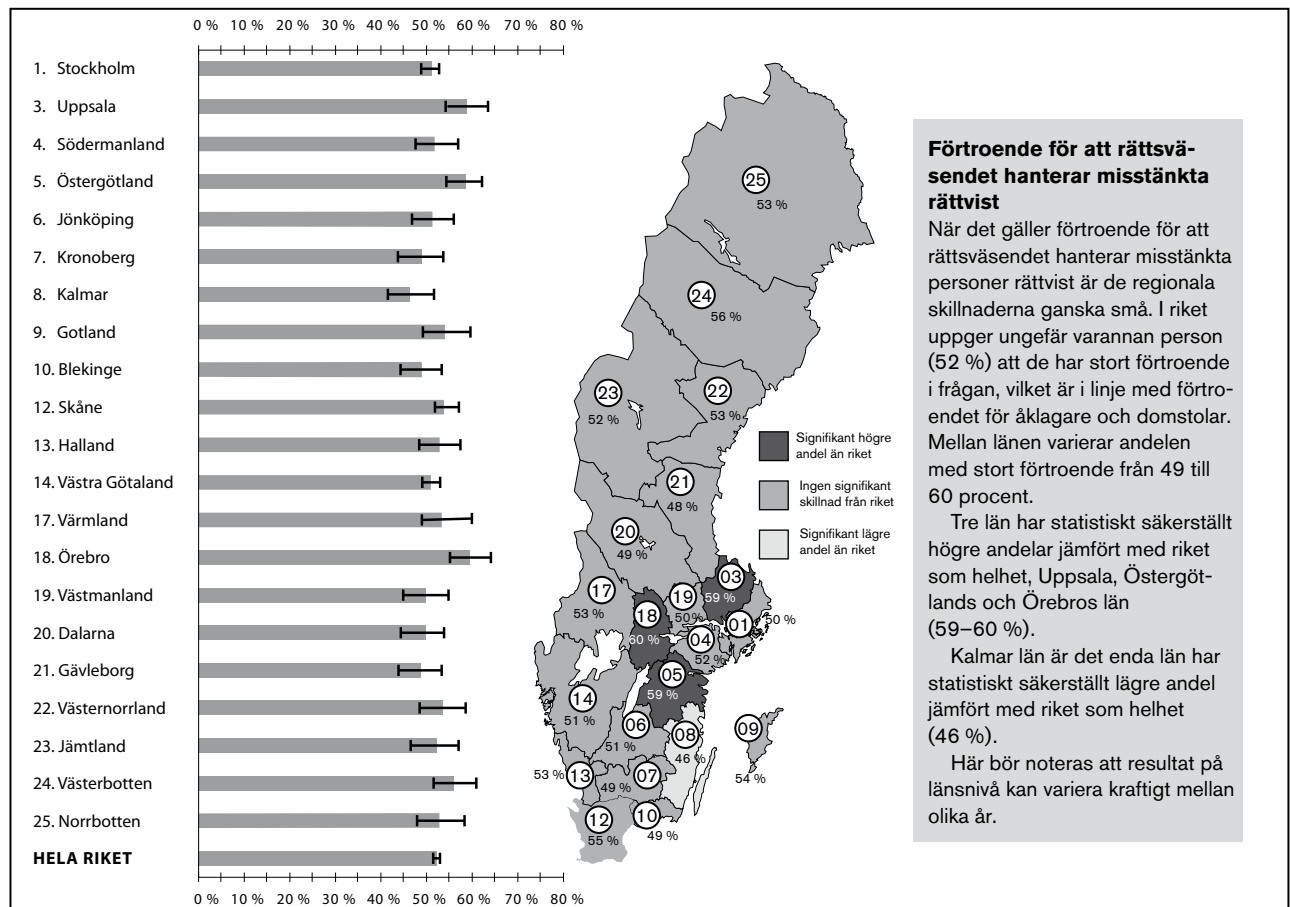 0 % 10 % 20 % 30 % 40 % 50 % 60 % 70 % 80 %
1. Stockholm
3. Uppsala
4. Södermanland
5. Östergötland
6. Jönköping
7. Kronoberg
8. Kalmar
9. Gotland
10. Blekinge
12. Skåne
13. Halland
14. Västra Götaland
17. Värmland
18. Örebro
19. Västmanland
20. Dalarna
21. Gävleborg
22. Västernorrland
23. Jämtland
24. Västerbotten
25. Norrbotten
HELA RIKET
0 % 10 % 20 % 30 % 40 % 50 % 60 % 70 % 80 %
25
53 %
24
56 %
23
52 %
22
53 %
21
48 %
20
49 %
03
59 %
17
53 %
19
50%
18
60 %
01
50 %
04
52 %
05
59 %
14
51 %
06
51 %
08
46 %
09
54 %
13
53 %
07
49 %
12
55 %
10
49 %
Signifikant högre
andel än riket
Ingen signifikant
skillnad från riket
Signifikant lägre
andel än riket
Förtroende för att rättsvä-
sendet hanterar misstänkta
rättvist
När det gäller förtroende för att
rättsväsendet hanterar misstänkta
personer rättvist är de regionala
skillnaderna ganska små. I riket
uppger ungefär varannan person
(52 %) att de har stort förtroende
i frågan, vilket är i linje med förtro-
endet för åklagare och domstolar.
Mellan länen varierar andelen
med stort förtroende från 49 till
60 procent.
Tre län har statistiskt säkerställt
högre andelar jämfört med riket
som helhet, Uppsala, Östergöt-
lands och Örebros län
(59–60 %).
Kalmar län är det enda län har
statistiskt säkerställt lägre andel
jämfört med riket som helhet
(46 %).
Här bör noteras att resultat på
länsnivå kan variera kraftigt mellan
olika år.